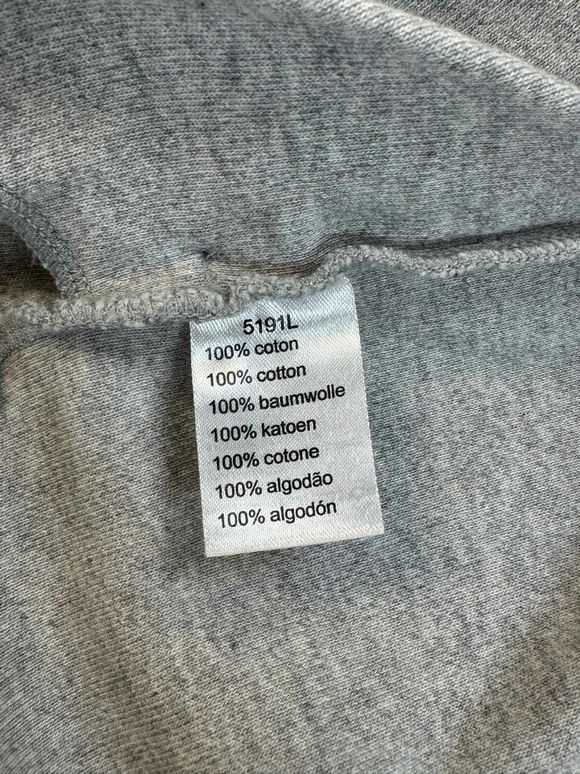 5191L
100% coton
100% cotton
100% baumwolle
100% katoen
100% cotone
100% algodão
100% algodón